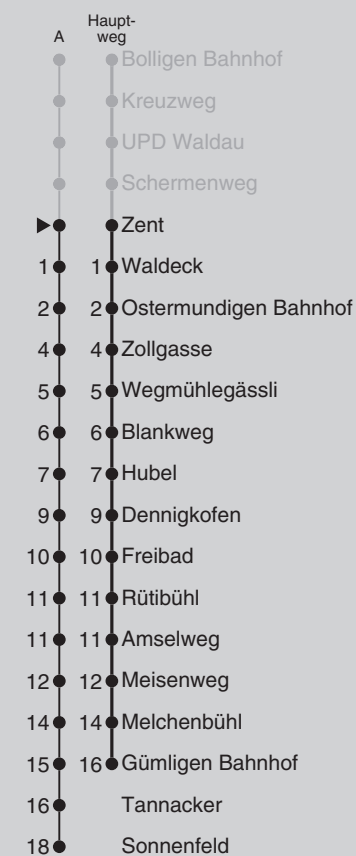 A Haupt-
weg
Bolligen Bahnhof
Kreuzweg
UPD Waldau
Schermenweg
Zent
1 1 Waldeck
2 2 Ostermundigen Bahnhof
4 4 Zollgasse
5 5 Wegmühlegässli
6 6 Blankweg
7 7 Hubel
9 9 Dennigkofen
10 10 Freibad
11 11 Rütibühl
11 11 Amselweg
12 12 Meisenweg
14 14 Melchenbühl
15 16 Gümligen Bahnhof
16 Tannacker
18 Sonnenfeld